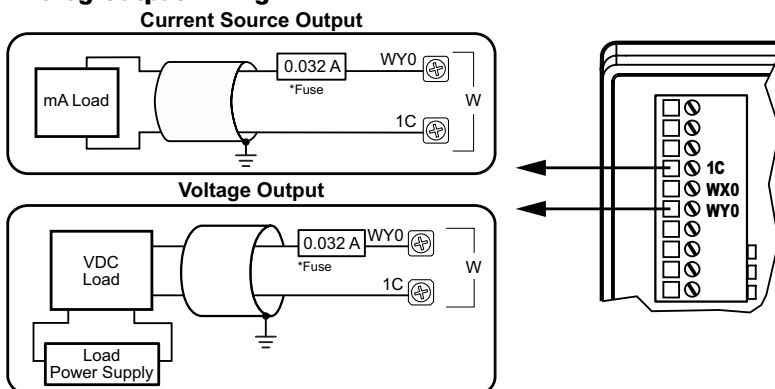 Current Source Output
mA Load
0.032 A
*Fuse
WY0
1C
W
Voltage Output
VDC
Load
0.032 A
*Fuse
WY0
1C
W
Load
Power Supply
1C
WX0
WY0